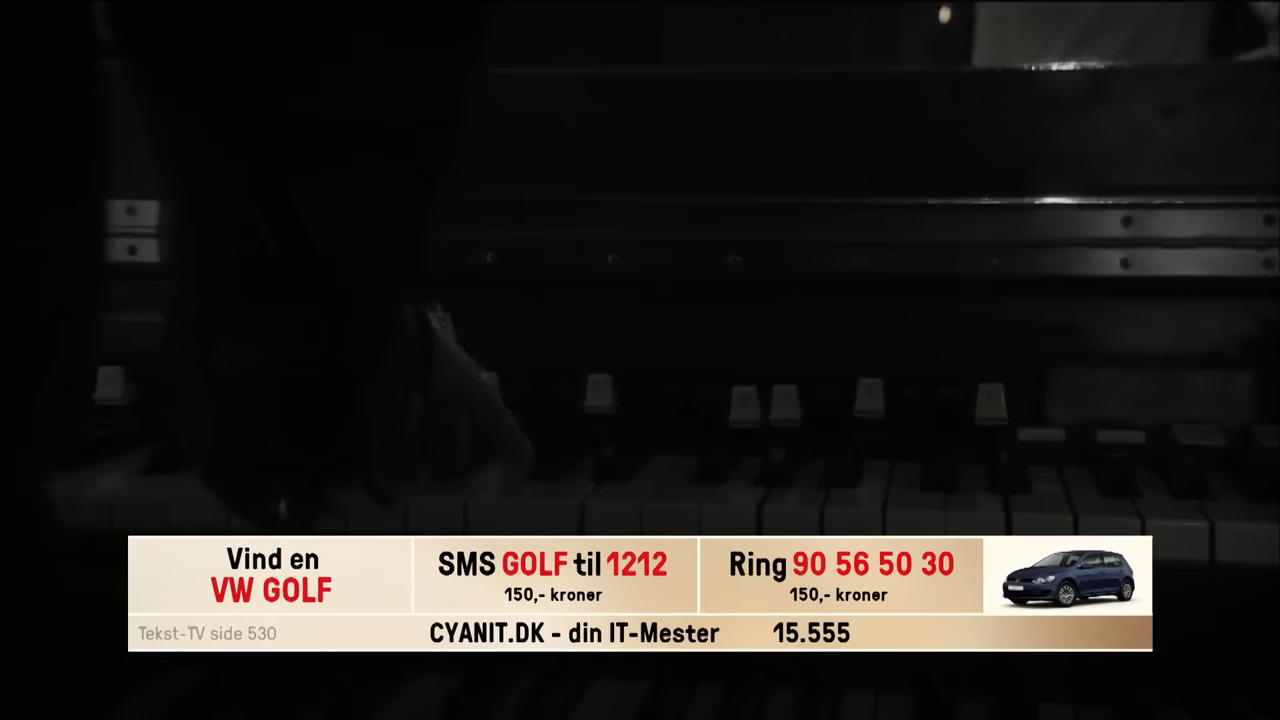 Vind en
VW GOLF
SMS GOLF til 1212
150,- kroner
Ring 90 56 50 30
150,- kroner
Tekst-TV side 530
CYANIT.DK - din IT-Mester 15.555